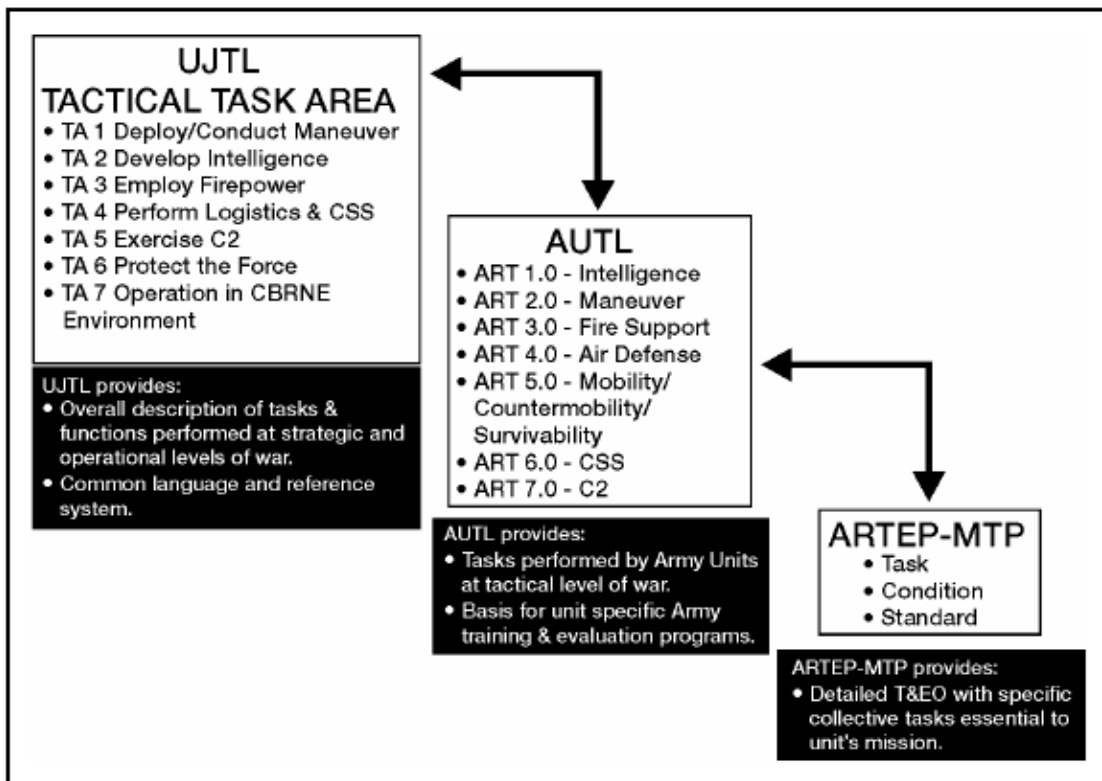 UJTL
TACTICAL TASK AREA
• TA 1 Deploy/Conduct Maneuver
• TA 2 Develop Intelligence
• TA 3 Employ Firepower
• TA 4 Perform Logistics & CSS
• TA 5 Exercise C2
• TA 6 Protect the Force
• TA 7 Operation in CBRNE
Environment
UJTL provides:
• Overall description of tasks &
functions performed at strategic and
operational levels of war.
• Common language and reference
system.
AUTL
• ART 1.0 - Intelligence
• ART 2.0 - Maneuver
• ART 3.0 - Fire Support
• ART 4.0 - Air Defense
• ART 5.0 - Mobility/
Countermobility/
Survivability
• ART 6.0 - CSS
• ART 7.0 - C2
AUTL provides:
• Tasks performed by Army Units
at tactical level of war.
• Basis for unit specific Army
training & evaluation programs.
ARTEP-MTP
• Task
• Condition
• Standard
ARTEP-MTP provides:
• Detailed T&EO with specific
collective tasks essential to
unit's mission.